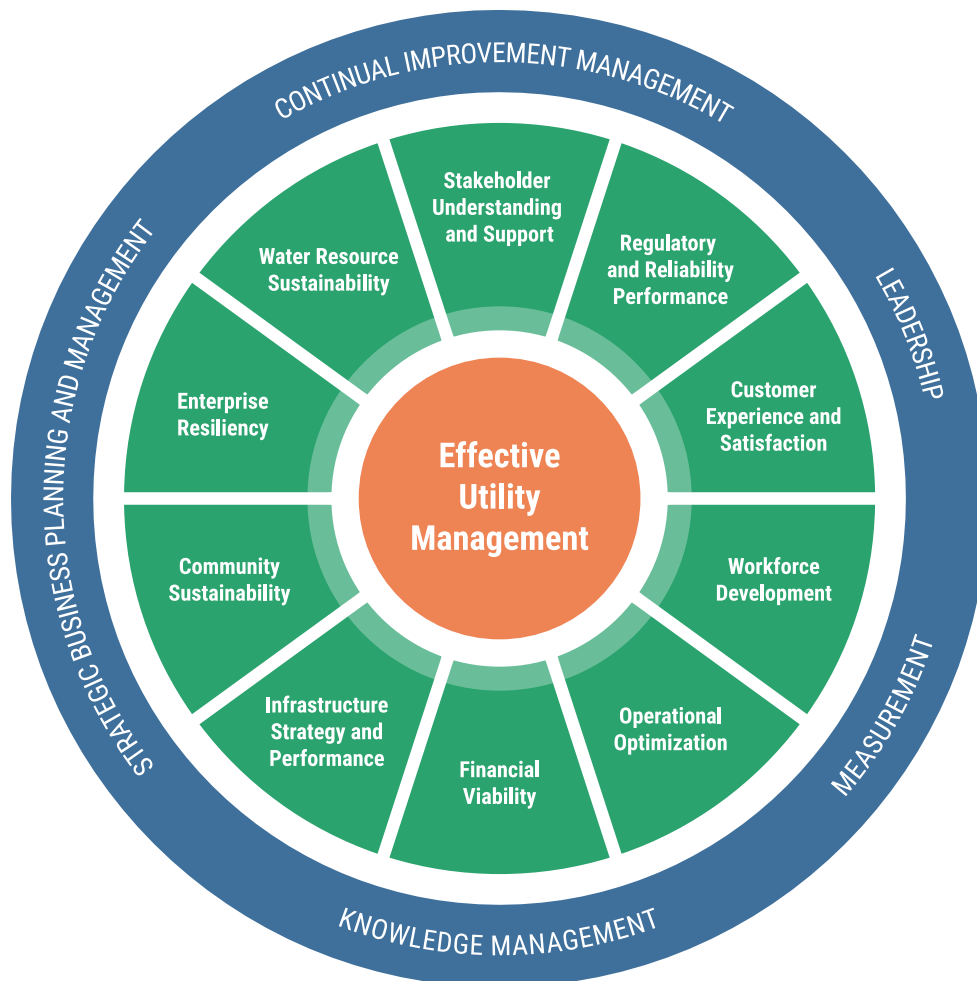 CONTINUAL IMPROVEMENT MANAGEMENT
LEADERSHIP
MEASUREMENT
KNOWLEDGE MANAGEMENT
STRATEGIC BUSINESS PLANNING AND MANAGEMENT
Stakeholder
Understanding
and Support
Regulatory
and Reliability
Performance
Customer
Experience and
Satisfaction
Workforce
Development
Operational
Optimization
Financial
Viability
Infrastructure
Strategy and
Performance
Community
Sustainability
Enterprise
Resiliency
Water Resource
Sustainability
Effective
Utility
Management